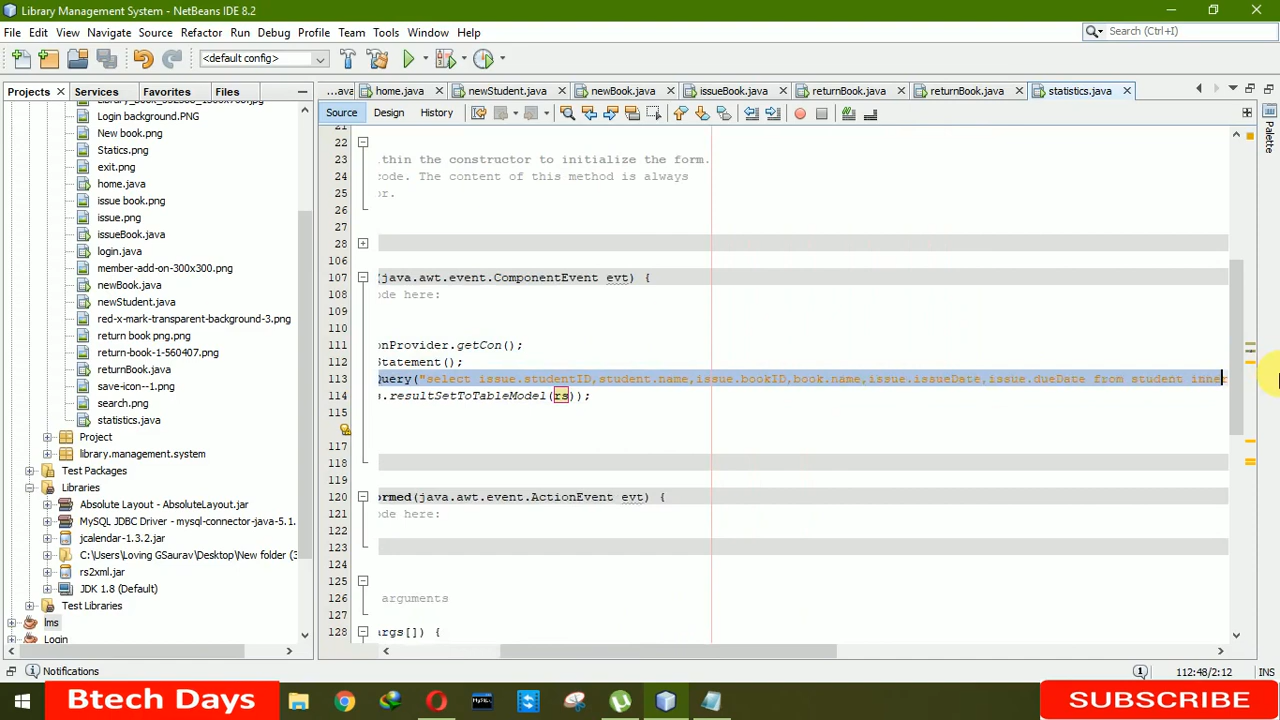 Library Management System - NetBeans IDE 8.2
File Edit View Navigate Source Refactor Run Debug Profile Team Tools Window Help
Search (Ctrl+I)
<default config>
Projects Services Favorites Files
...ava home.java newStudent.java newBook.java issueBook.java returnBook.java returnBook.java statistics.java
Source Design History
Palette
Login background.PNG
New book.png
Statics.png
exit.png
home.java
issue book.png
issue.png
issueBook.java
login.java
member-add-on-300x300.png
newBook.java
newStudent.java
red-x-mark-transparent-background-3.png
return book png.png
return-book-1-560407.png
returnBook.java
save-icon--1.png
search.png
statistics.java
Project
library.management.system
Test Packages
Libraries
Absolute Layout - AbsoluteLayout.jar
MySQL JDBC Driver - mysql-connector-java-5.1.
jcalendar-1.3.2.jar
C:\Users\Loving GSaurav\Desktop\New folder (3
rs2xml.jar
JDK 1.8 (Default)
Test Libraries
lms
Login
21
22
23 thin the constructor to initialize the form.
24 code. The content of this method is always
25 or.
26
27
28
106
107 (java.awt.event.ComponentEvent evt) {
108 ode here:
109
110
111 onProvider.getCon();
112 Statement();
113 Query("select issue.studentID,student.name,issue.bookID,book.name,issue.issueDate,issue.dueDate from student inner
114 s.resultSetToTableModel(rs));
115
117
118
119
120 ormed(java.awt.event.ActionEvent evt) {
121 ode here:
122
123
124
125
126 arguments
127
128 args[]) {
Notifications
1
112:48/2:12 INS
Btech Days
SUBSCRIBE